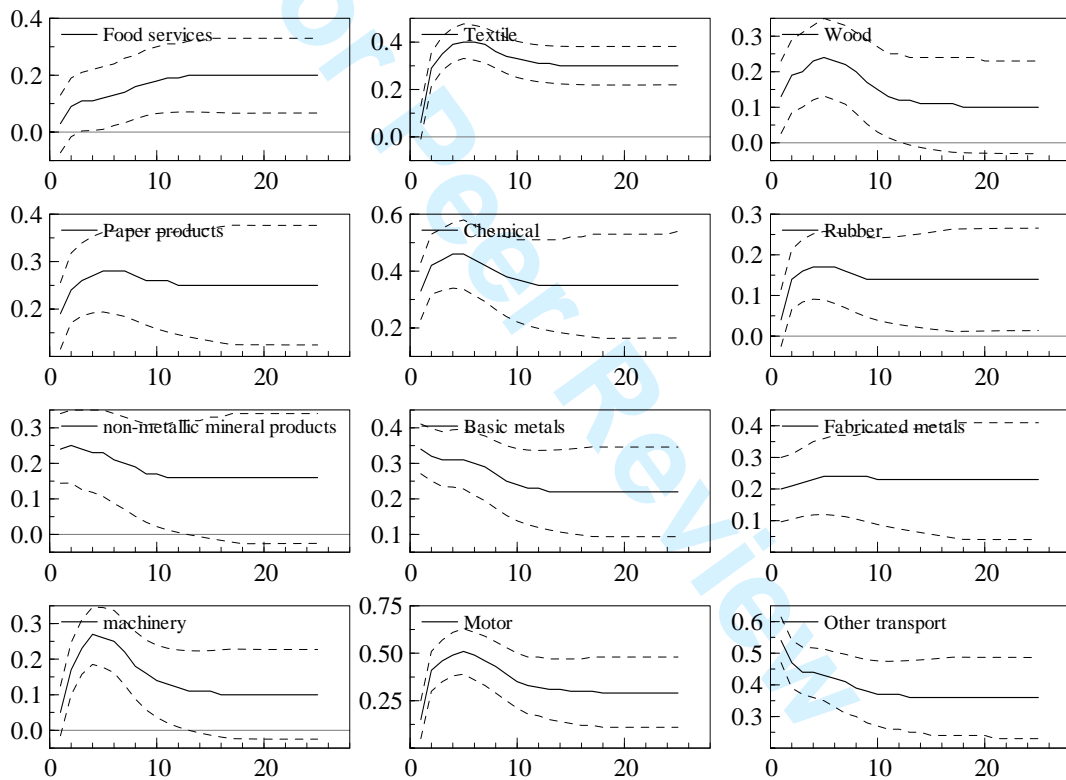 0.4
Food services
0.2
0.0
0 10 20
Textile
0.4
0.2
0.0
0 10 20
Wood
0.3
0.2
0.1
0.0
0 10 20
0.4
Paper products
0.3
0.2
0 10 20
0.6
Chemical
0.4
0.2
0 10 20
0.3
Rubber
0.2
0.1
0.0
0 10 20
0.3
non-metallic mineral products
0.2
0.1
0.0
0 10 20
0.4
Basic metals
0.3
0.2
0.1
0 10 20
0.4
Fabricated metals
0.3
0.2
0.1
0 10 20
0.3
machinery
0.2
0.1
0.0
0 10 20
0.75
Motor
0.50
0.25
0 10 20
0.6
Other transport
0.5
0.4
0.3
0 10 20
or Peer Review